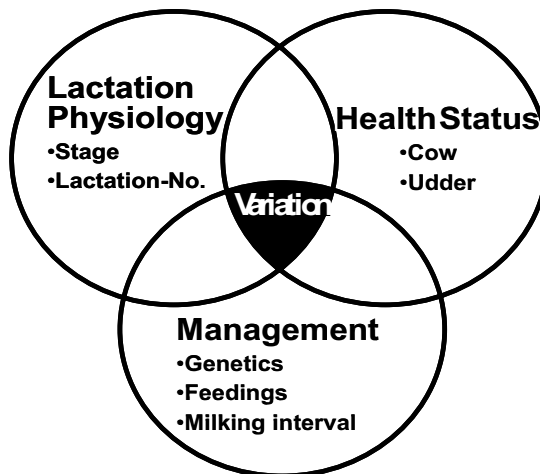 Lactation
Physiology
•Stage
•Lactation-No.
Health Status
•Cow
•Udder
Variation
Management
•Genetics
•Feedings
•Milking interval